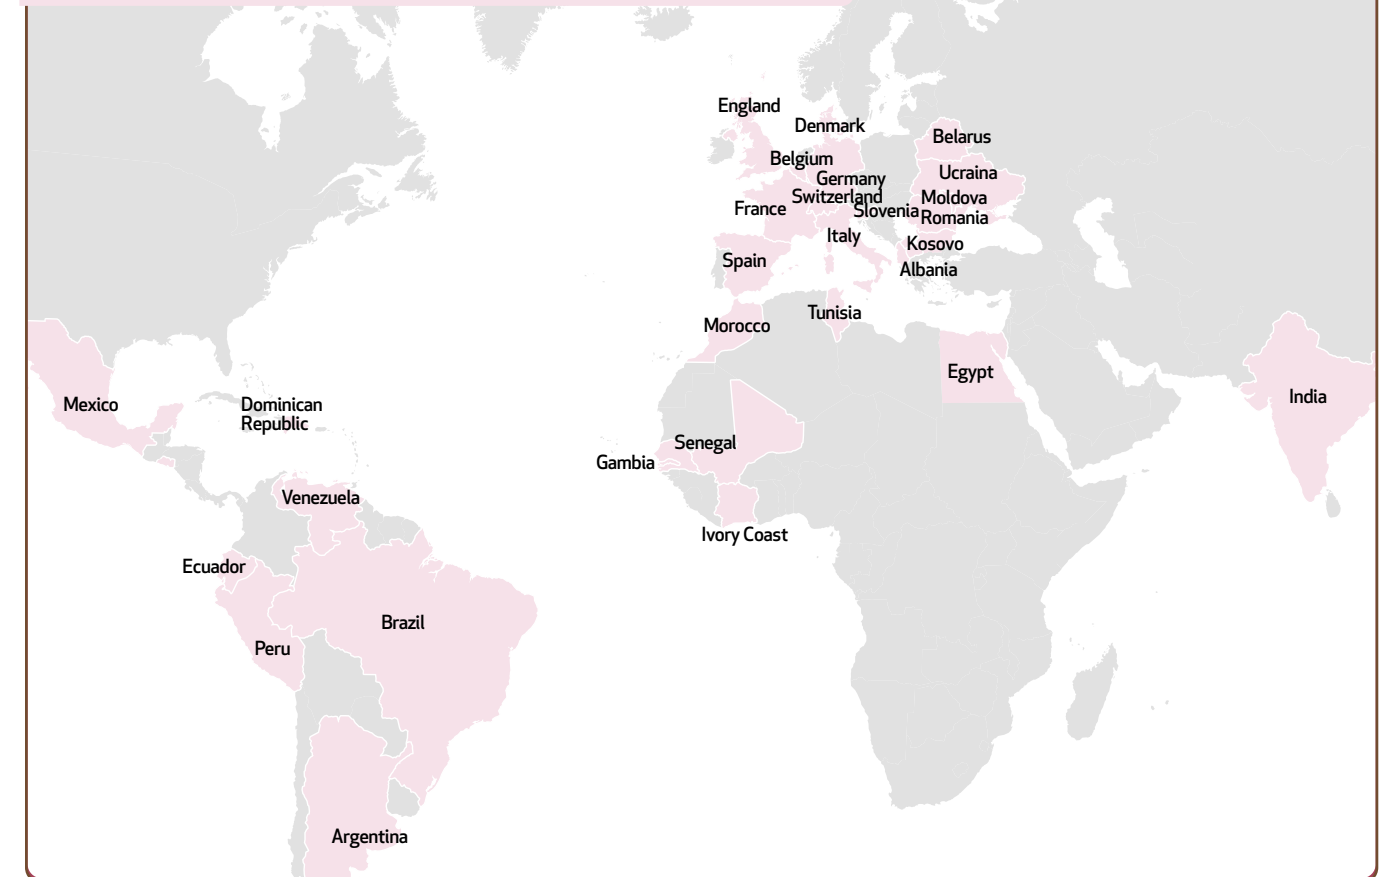 England
Denmark
Belarus
Belgium
Ucraina
Germany
Switzerland
Moldova
France
Slovenia
Romania
Italy
Kosovo
Spain
Albania
Tunisia
Morocco
Egypt
India
Mexico
Dominican
Republic
Senegal
Gambia
Venezuela
Ivory Coast
Ecuador
Brazil
Peru
Argentina